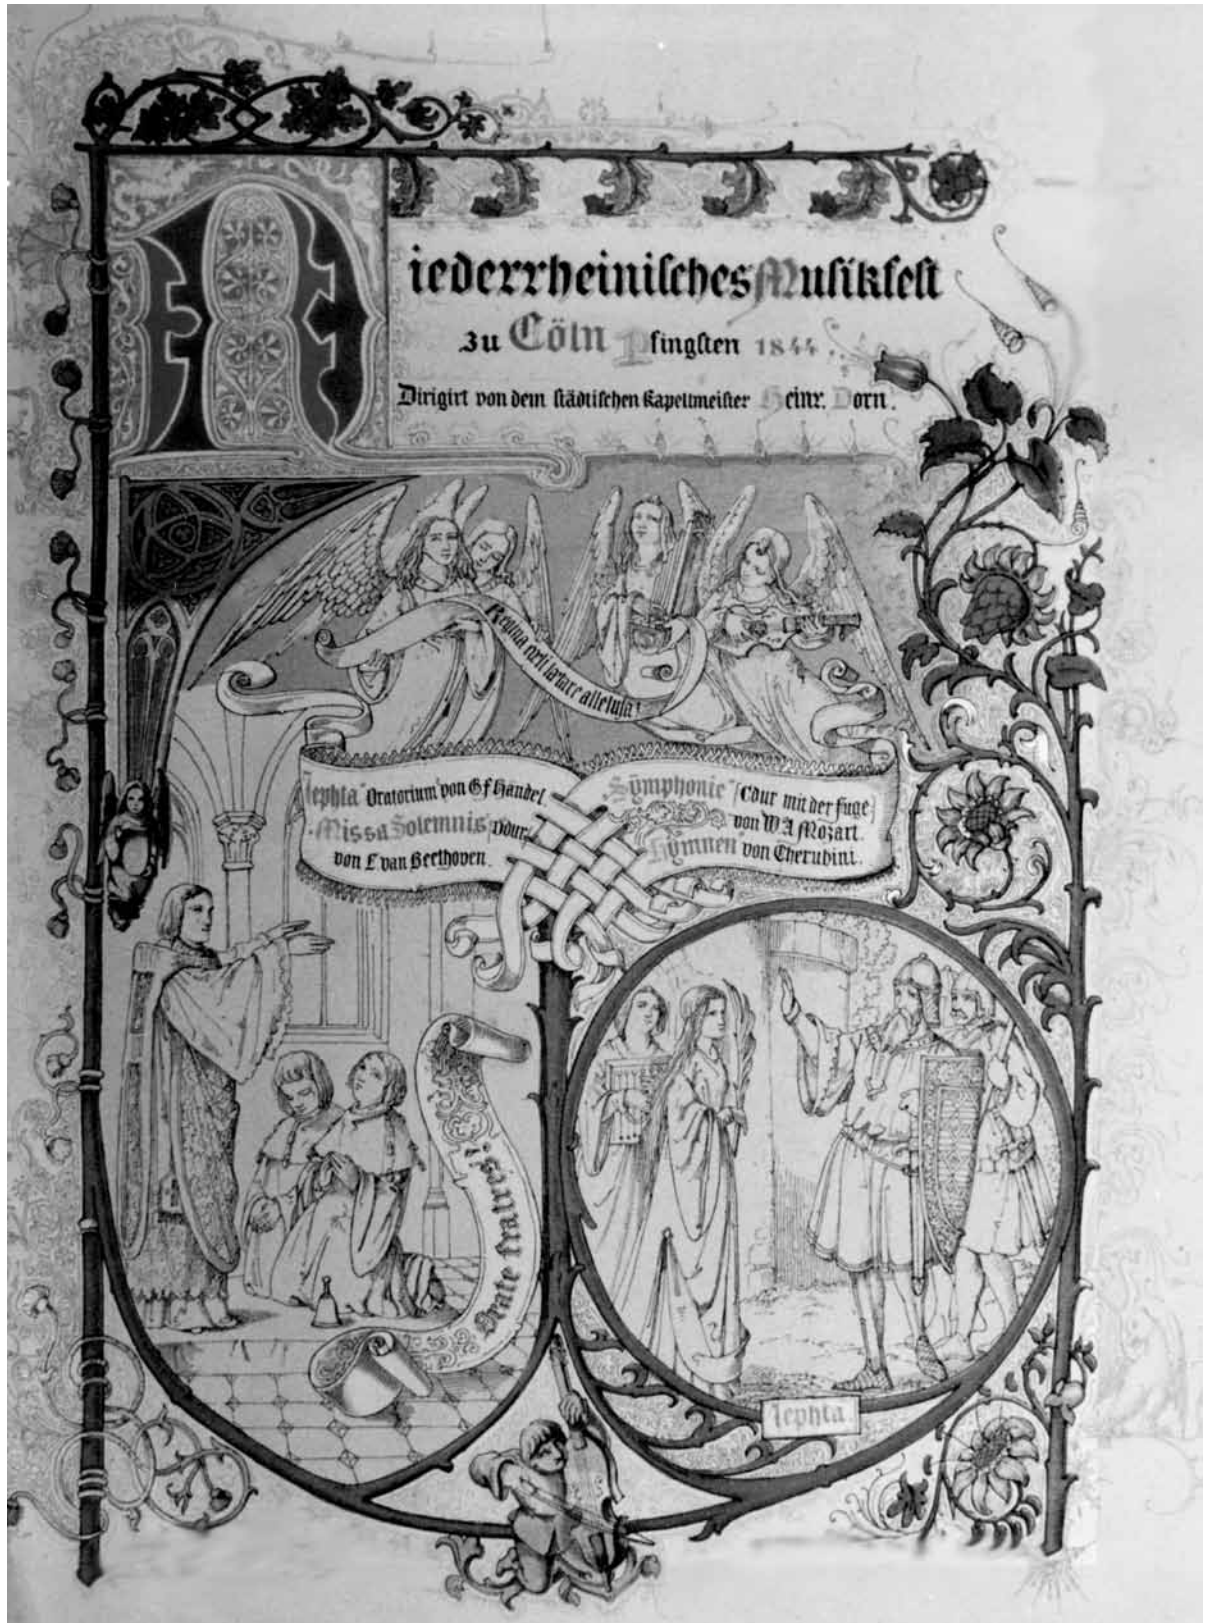 Niederrheinisches Musikfest
zu Cöln Pfingsten 1844.
Dirigirt von dem städtischen Kapellmeister Heinr. Dorn.
Regina coeli laetare alleluja!
Jephta Oratorium von G f Händel
Missa Solemnis Ddur
von L. van Beethoven.
Symphonie (Cdur mit der fuge)
von W A Mozart.
Hymnen von Cherubini.
Orate fratres!
Jephta.